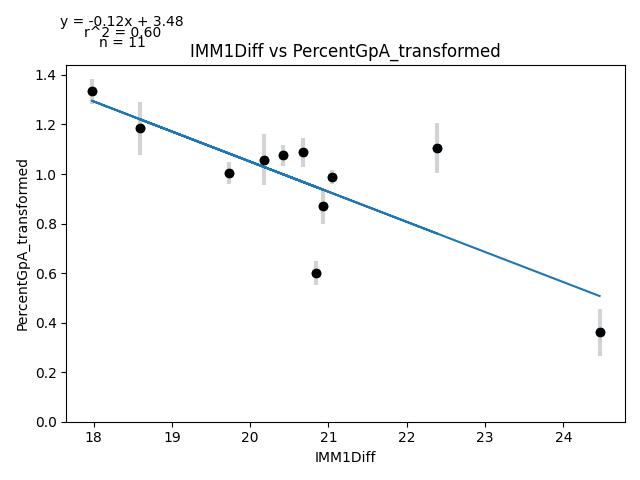 y = -0.12x + 3.48
r^2 = 0.60
n = 11
IMM1Diff vs PercentGpA_transformed
PercentGpA_transformed
1.4
1.2
1.0
0.8
0.6
0.4
0.2
0.0
18 19 20 21 22 23 24
IMM1Diff